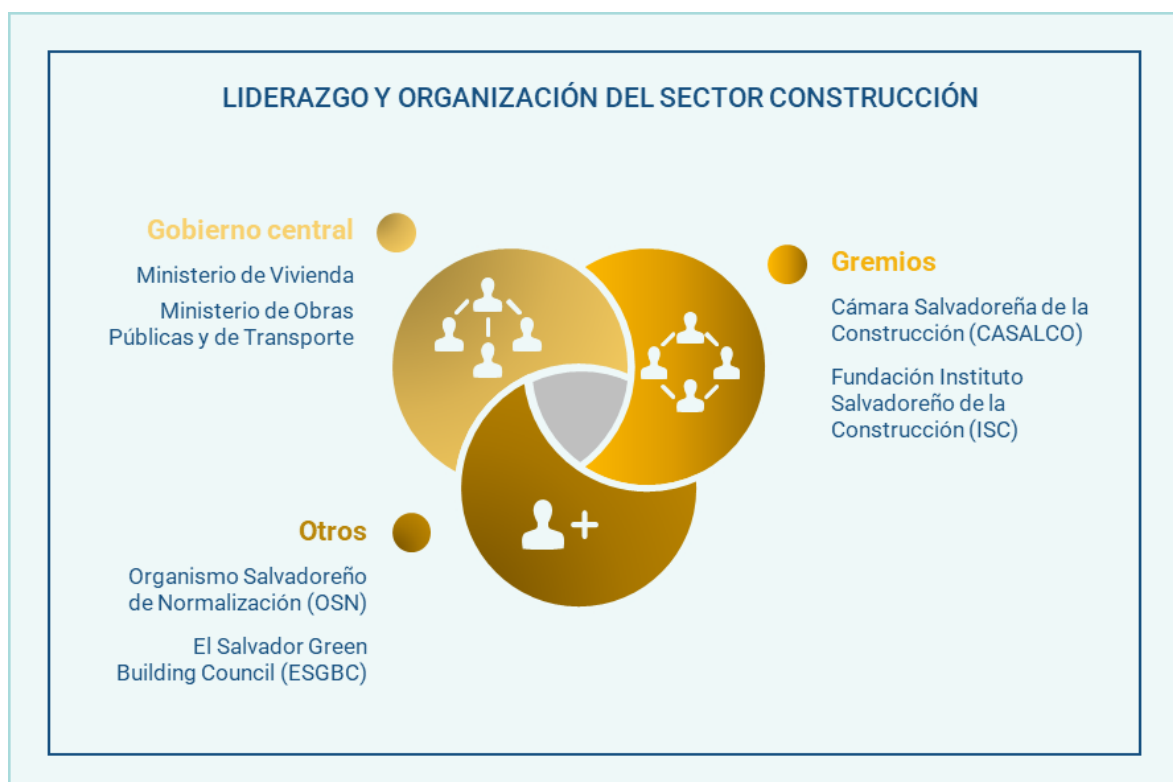 LIDERAZGO Y ORGANIZACIÓN DEL SECTOR CONSTRUCCIÓN
Gobierno central
Ministerio de Vivienda
Ministerio de Obras
Públicas y de Transporte
Gremios
Cámara Salvadoreña de la
Construcción (CASALCO)
Fundación Instituto
Salvadoreño de la
Construcción (ISC)
Otros
Organismo Salvadoreño
de Normalización (OSN)
El Salvador Green
Building Council (ESGBC)